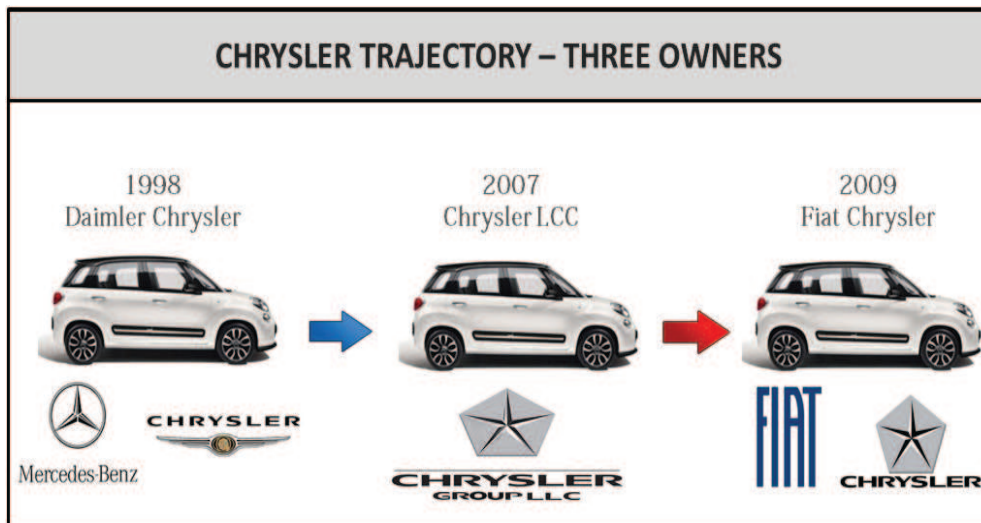 CHRYSLER TRAJECTORY – THREE OWNERS
1998
Daimler Chrysler
2007
Chrysler LCC
2009
Fiat Chrysler
Mercedes-Benz
CHRYSLER
CHRYSLER
GROUP LLC
FIAT
CHRYSLER